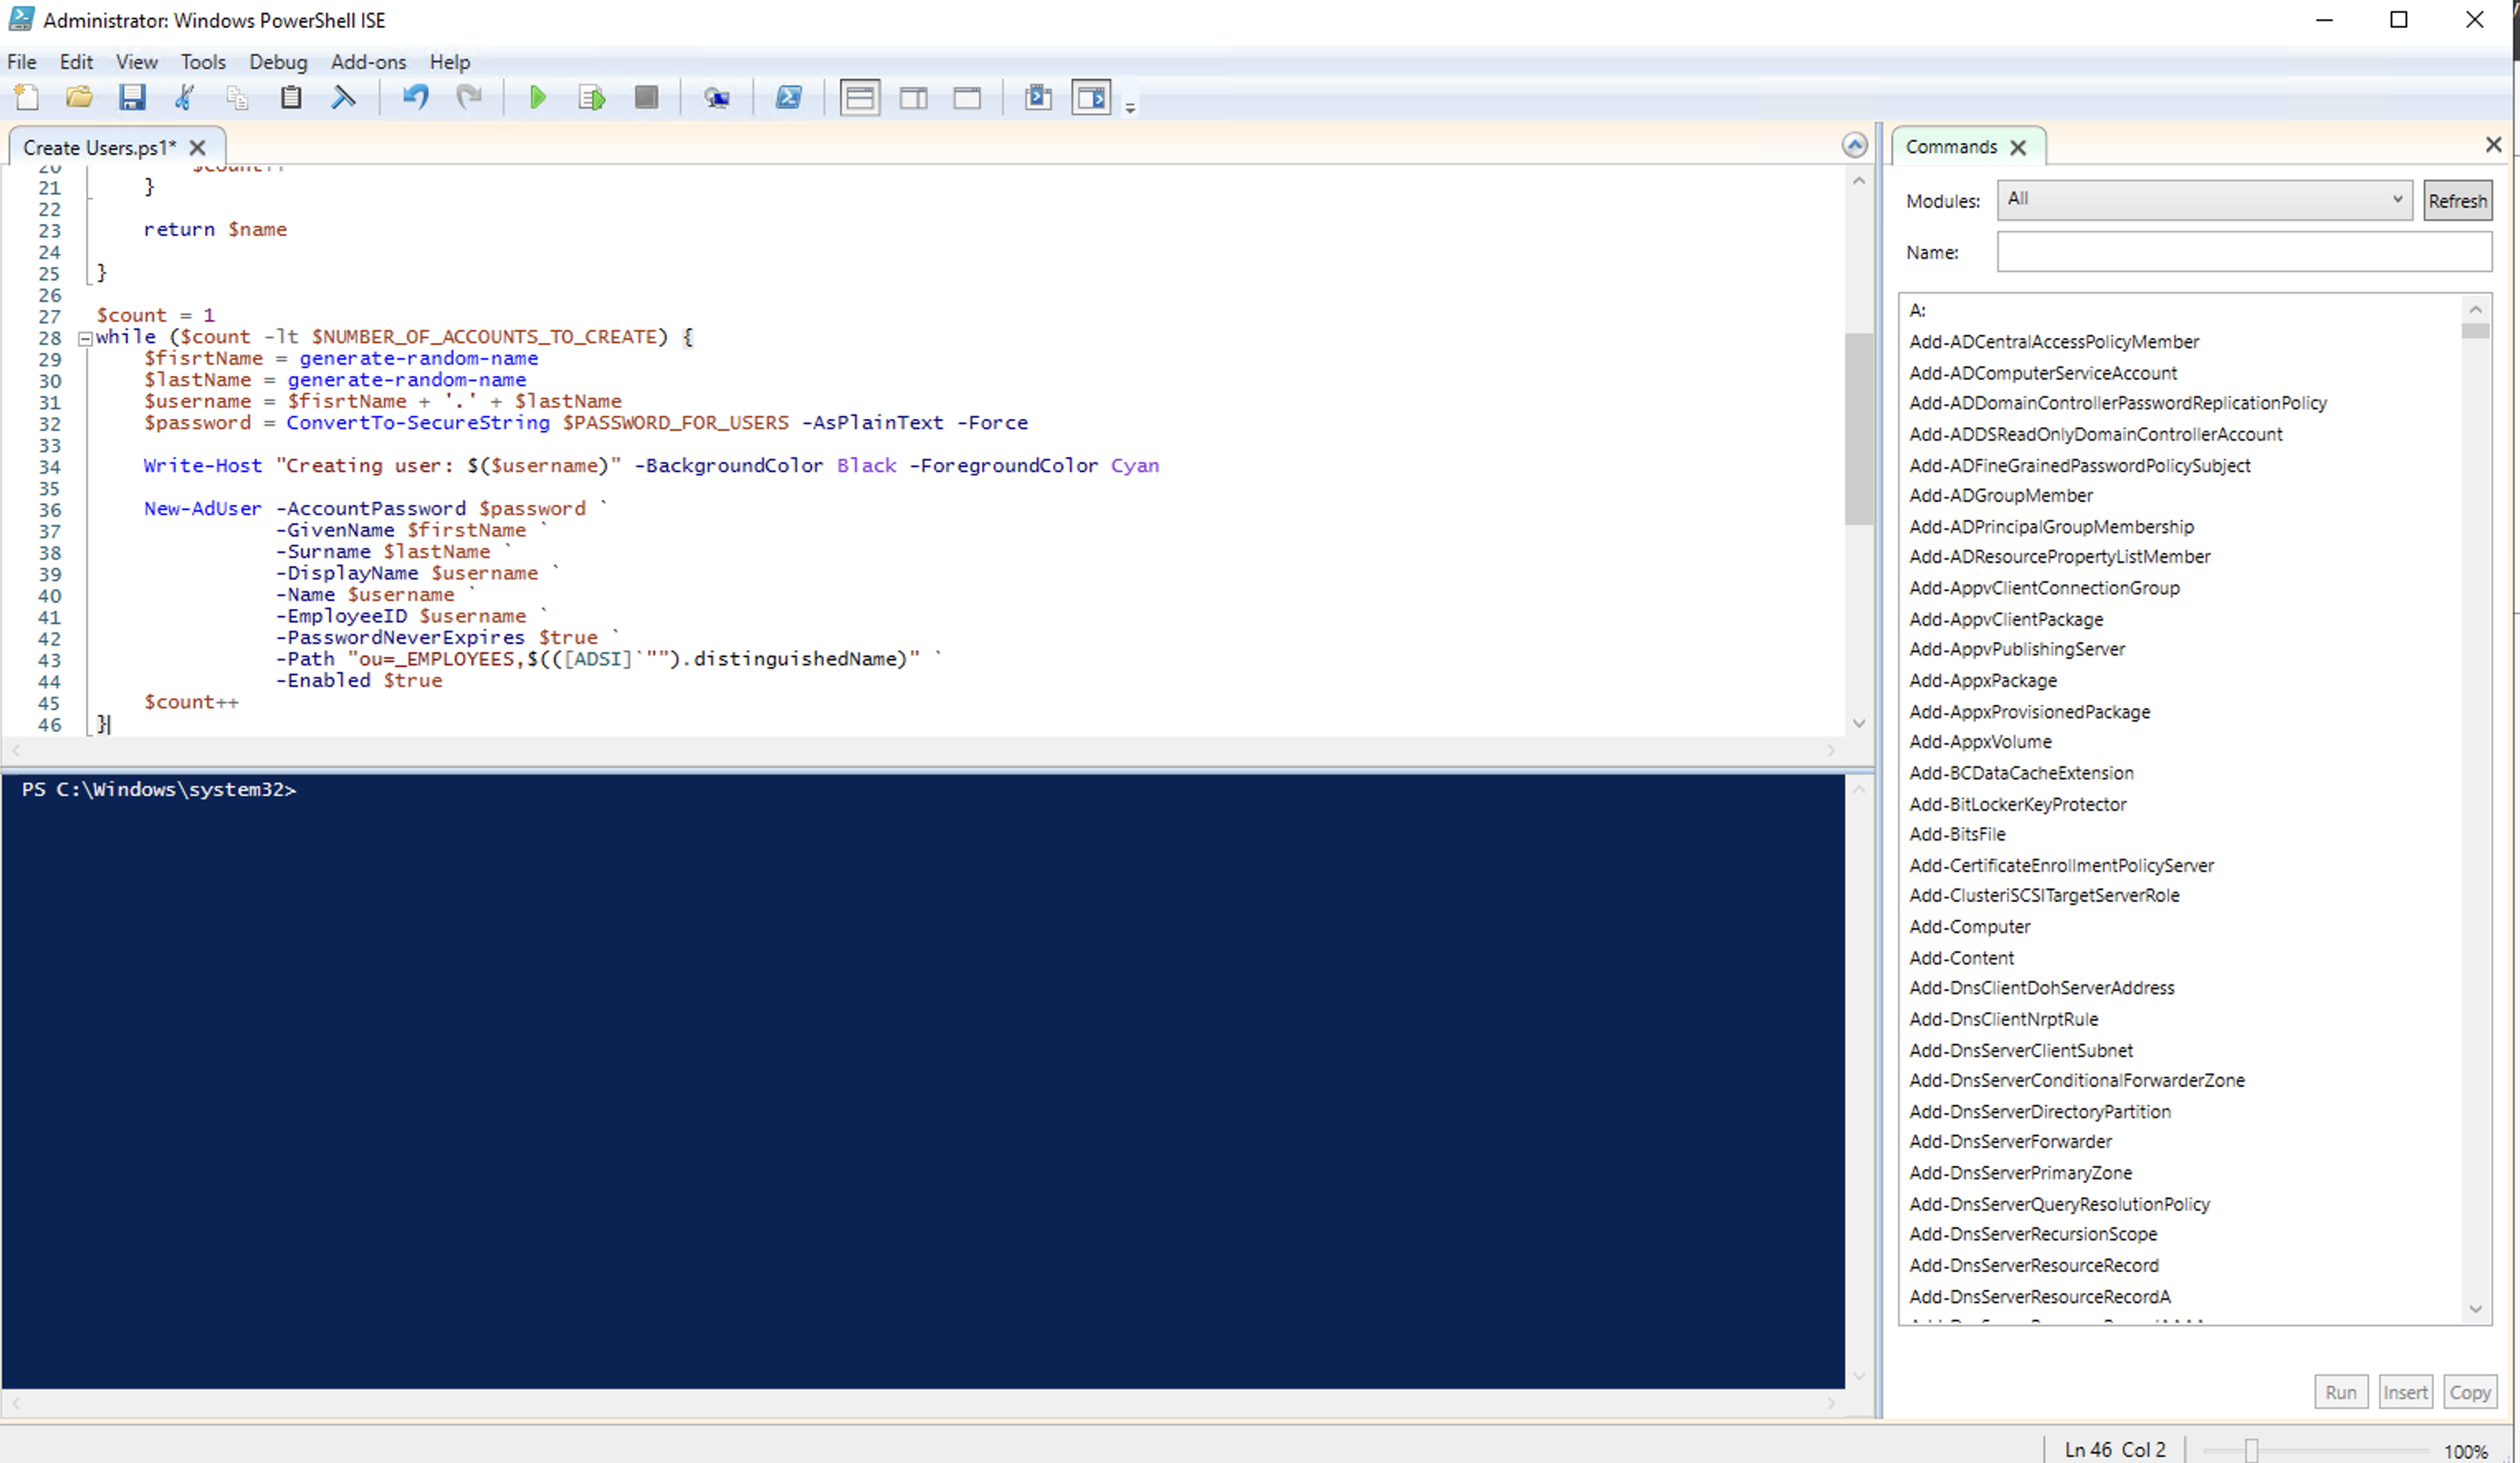 Administrator: Windows PowerShell ISE
File Edit View Tools Debug Add-ons Help
Create Users.ps1*
20 $count++
21 }
22
23 return $name
24
25 }
26
27 $count = 1
28 while ($count -lt $NUMBER_OF_ACCOUNTS_TO_CREATE) {
29 $fisrtName = generate-random-name
30 $lastName = generate-random-name
31 $username = $fisrtName + '.' + $lastName
32 $password = ConvertTo-SecureString $PASSWORD_FOR_USERS -AsPlainText -Force
33
34 Write-Host "Creating user: $($username)" -BackgroundColor Black -ForegroundColor Cyan
35
36 New-AdUser -AccountPassword $password `
37 -GivenName $firstName `
38 -Surname $lastName `
39 -DisplayName $username `
40 -Name $username `
41 -EmployeeID $username `
42 -PasswordNeverExpires $true `
43 -Path "ou=_EMPLOYEES,$(([ADSI]`"").distinguishedName)" `
44 -Enabled $true
45 $count++
46 }
PS C:\Windows\system32>
Commands
Modules: All Refresh
Name:
A:
Add-ADCentralAccessPolicyMember
Add-ADComputerServiceAccount
Add-ADDomainControllerPasswordReplicationPolicy
Add-ADDSReadOnlyDomainControllerAccount
Add-ADFineGrainedPasswordPolicySubject
Add-ADGroupMember
Add-ADPrincipalGroupMembership
Add-ADResourcePropertyListMember
Add-AppvClientConnectionGroup
Add-AppvClientPackage
Add-AppvPublishingServer
Add-AppxPackage
Add-AppxProvisionedPackage
Add-AppxVolume
Add-BCDataCacheExtension
Add-BitLockerKeyProtector
Add-BitsFile
Add-CertificateEnrollmentPolicyServer
Add-ClusteriSCSITargetServerRole
Add-Computer
Add-Content
Add-DnsClientDohServerAddress
Add-DnsClientNrptRule
Add-DnsServerClientSubnet
Add-DnsServerConditionalForwarderZone
Add-DnsServerDirectoryPartition
Add-DnsServerForwarder
Add-DnsServerPrimaryZone
Add-DnsServerQueryResolutionPolicy
Add-DnsServerRecursionScope
Add-DnsServerResourceRecord
Add-DnsServerResourceRecordA
Run Insert Copy
Ln 46 Col 2 100%